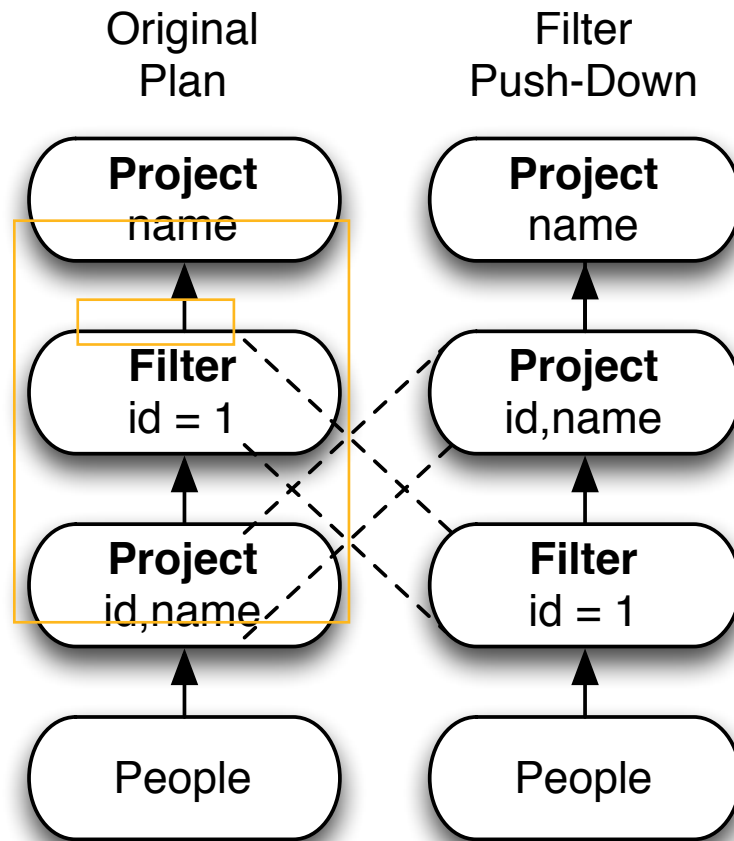 Original
Plan
Project
name
Filter
id = 1
Project
id,name
People
Filter
Push-Down
Project
name
Project
id,name
Filter
id = 1
People